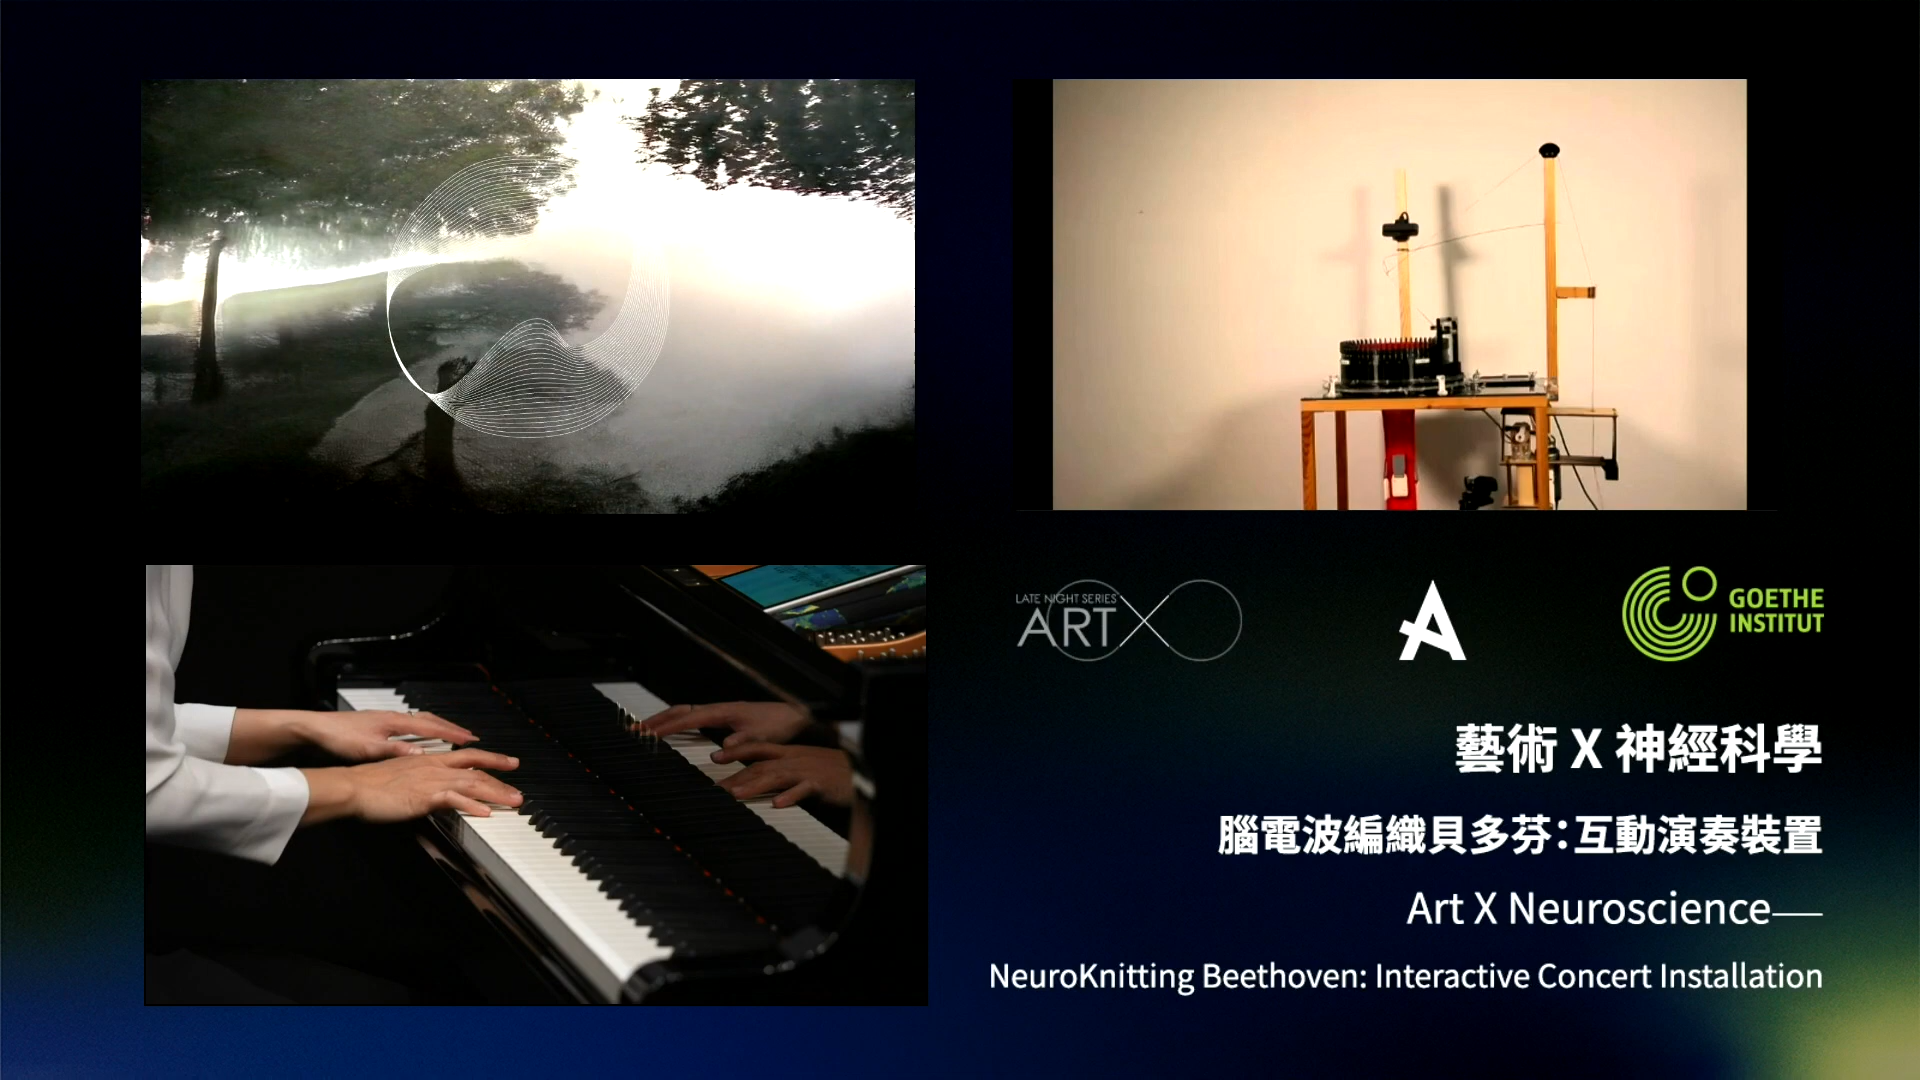 LATE NIGHT SERIES
ART X
A
GOETHE
INSTITUT
藝術 X 神經科學
腦電波編織貝多芬：互動演奏裝置
Art X Neuroscience——
NeuroKnitting Beethoven: Interactive Concert Installation